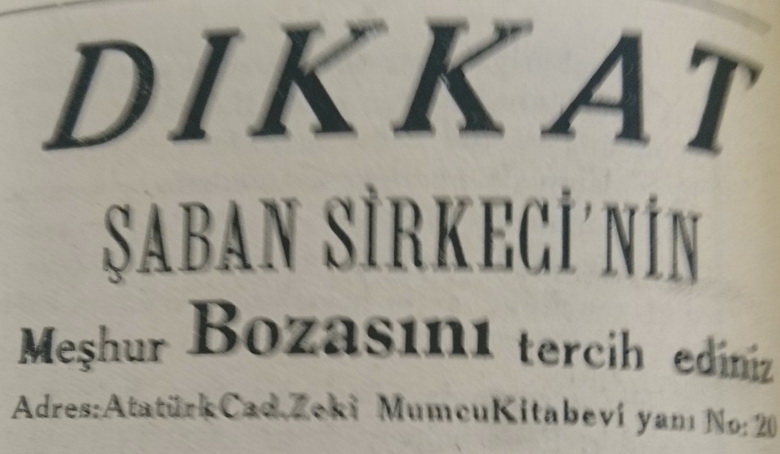 DIKKAT
ŞABAN SİRKECİ'NİN
Meşhur Bozasını tercih ediniz
Adres:AtatürkCad.Zeki MumcuKitabevi yanı No:20